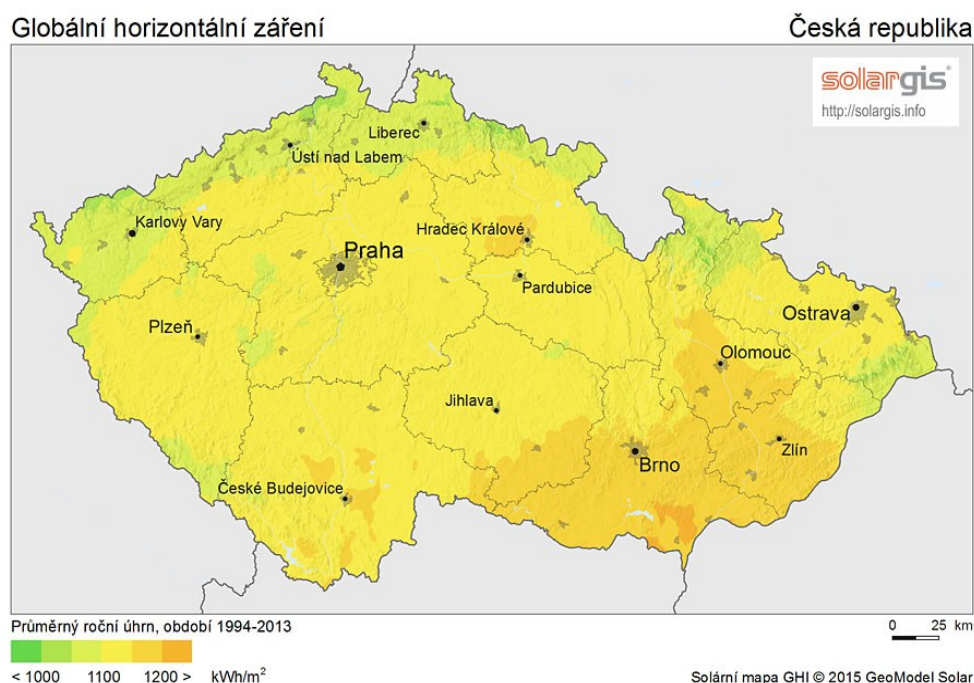 Globální horizontální záření
Česká republika
solargis
http://solargis.info
Liberec
Ústí nad Labem
Karlovy Vary
Hradec Králové
Praha
Pardubice
Plzeň
Ostrava
Olomouc
Jihlava
Zlín
Brno
České Budejovice
Průměrný roční úhrn, období 1994-2013
0 25 km
< 1000 1100 1200 > kWh/m²
Solární mapa GHI © 2015 GeoModel Solar